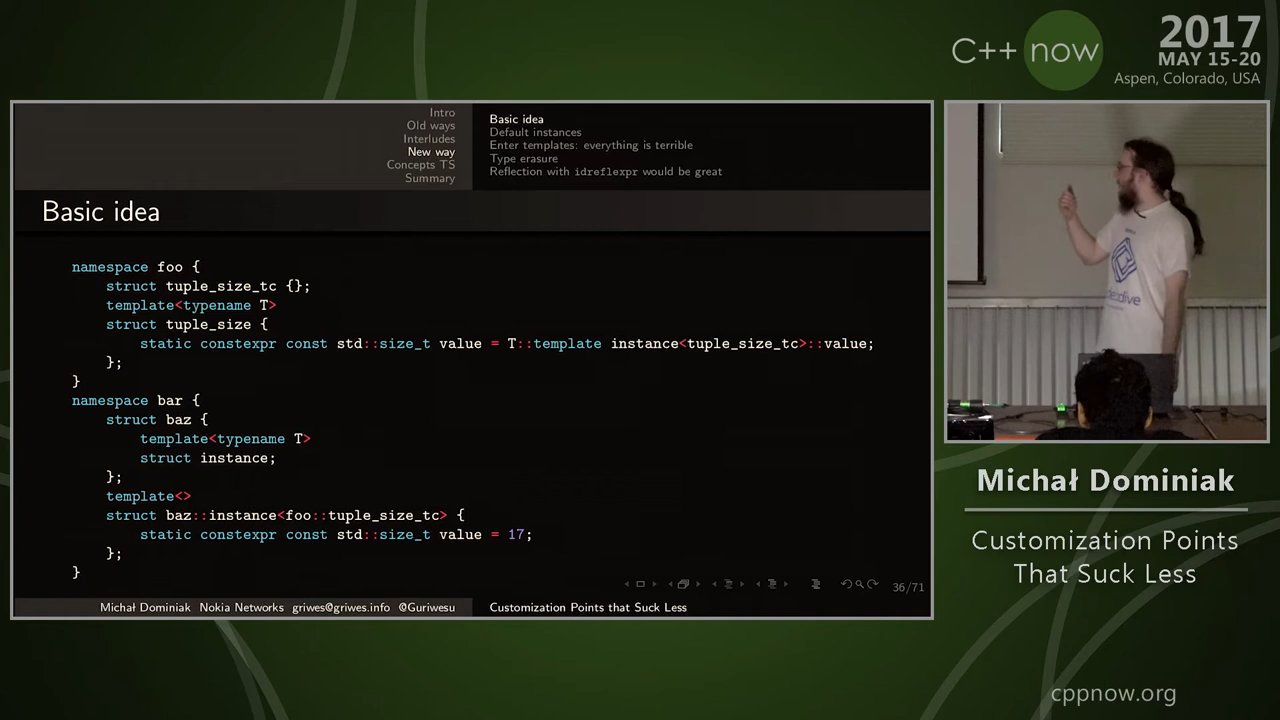 C++ now
2017
MAY 15-20
Aspen, Colorado, USA
Intro
Old ways
Interludes
New way
Concepts TS
Summary
Basic idea
Default instances
Enter templates: everything is terrible
Type erasure
Reflection with idreflexpr would be great
Basic idea
namespace foo {
struct tuple_size_tc {};
template<typename T>
struct tuple_size {
static constexpr const std::size_t value = T::template instance<tuple_size_tc>::value;
};
}
namespace bar {
struct baz {
template<typename T>
struct instance;
};
template<>
struct baz::instance<foo::tuple_size_tc> {
static constexpr const std::size_t value = 17;
};
}
36/71
Michał Dominiak Nokia Networks griwes@griwes.info @Guriwesu
Customization Points that Suck Less
Michał Dominiak
Customization Points
That Suck Less
cppnow.org